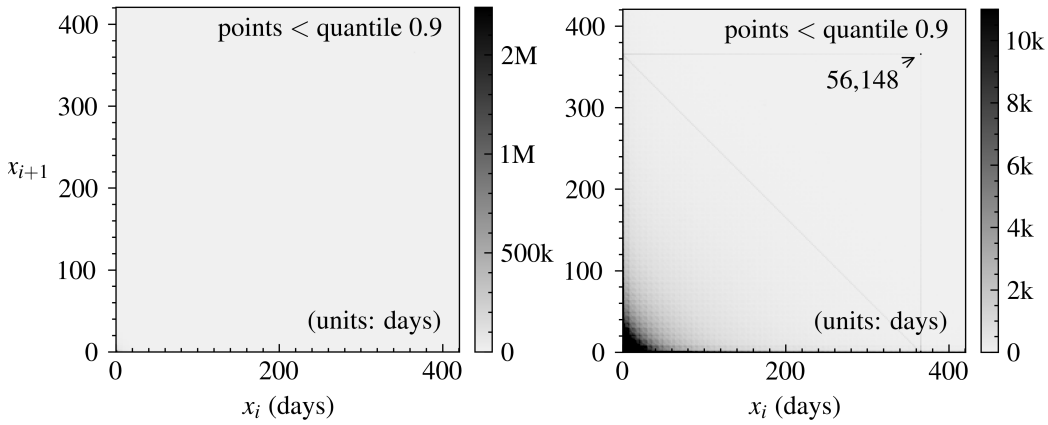 points < quantile 0.9
400
300
200
100
0
x_{i+1}
(units: days)
0
200
400
x_i (days)
2M
1M
500k
0
points < quantile 0.9
56,148
400
300
200
100
0
(units: days)
0
200
400
x_i (days)
10k
8k
6k
4k
2k
0